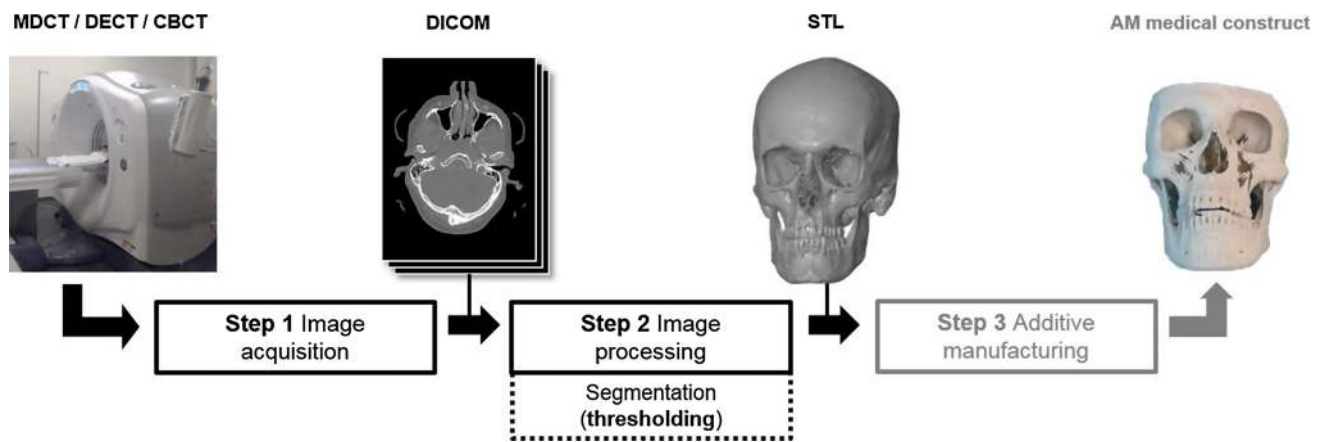 MDCT / DECT / CBCT
DICOM
STL
AM medical construct
Step 1 Image
acquisition
Step 2 Image
processing
Step 3 Additive
manufacturing
Segmentation
(thresholding)